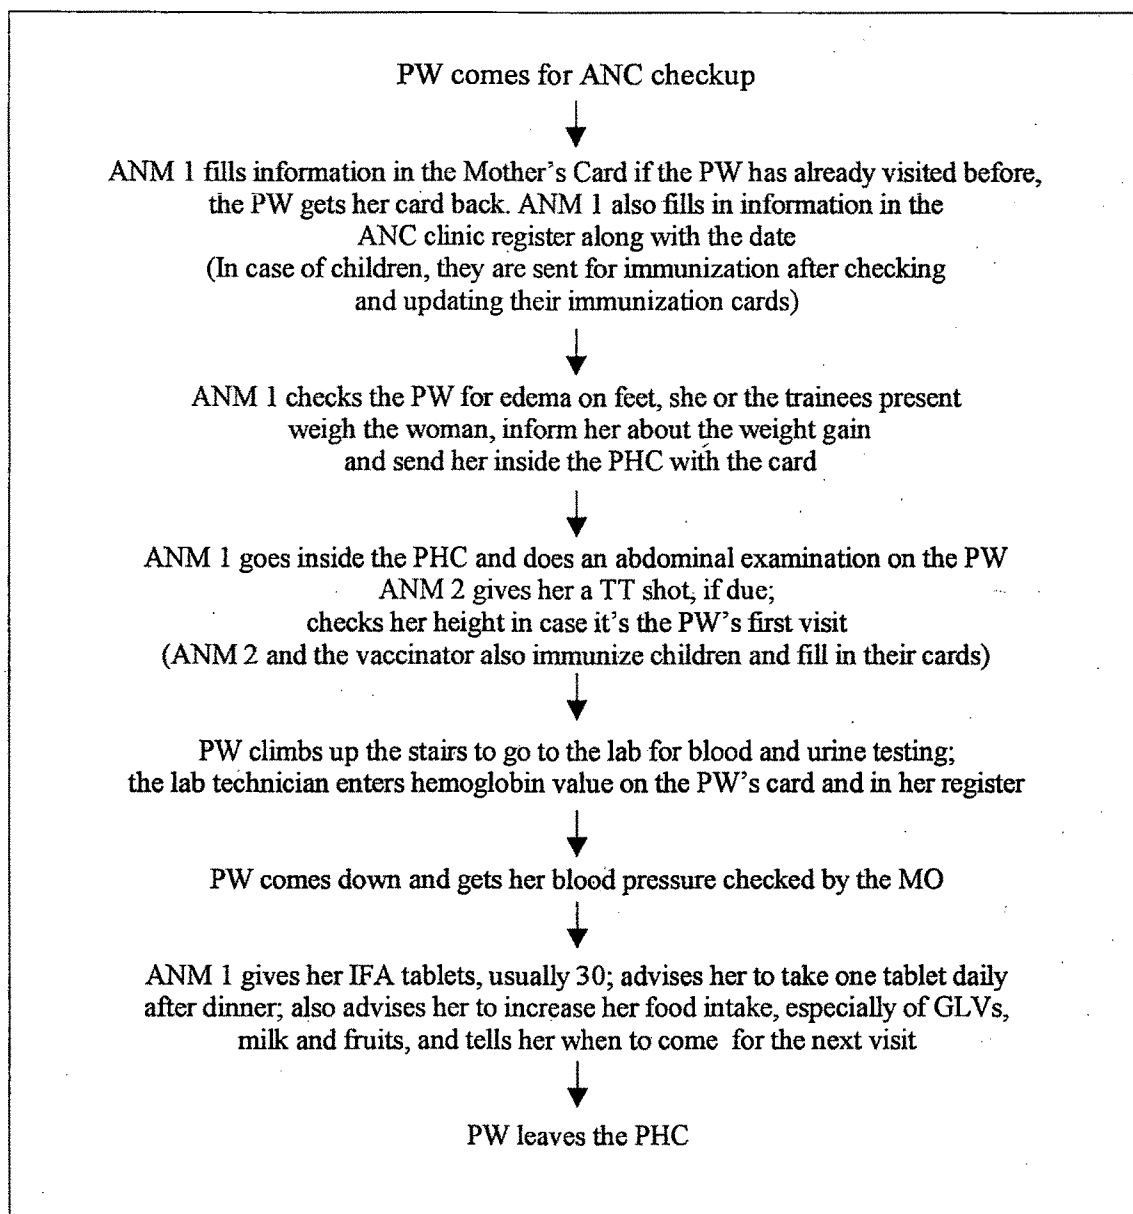 PW comes for ANC checkup
ANM 1 fills information in the Mother's Card if the PW has already visited before,
the PW gets her card back. ANM 1 also fills in information in the
ANC clinic register along with the date
(In case of children, they are sent for immunization after checking
and updating their immunization cards)
ANM 1 checks the PW for edema on feet, she or the trainees present
weigh the woman, inform her about the weight gain
and send her inside the PHC with the card
ANM 1 goes inside the PHC and does an abdominal examination on the PW
ANM 2 gives her a TT shot, if due;
checks her height in case it's the PW's first visit
(ANM 2 and the vaccinator also immunize children and fill in their cards)
PW climbs up the stairs to go to the lab for blood and urine testing;
the lab technician enters hemoglobin value on the PW's card and in her register
PW comes down and gets her blood pressure checked by the MO
ANM 1 gives her IFA tablets, usually 30; advises her to take one tablet daily
after dinner; also advises her to increase her food intake, especially of GLVs,
milk and fruits, and tells her when to come for the next visit
PW leaves the PHC